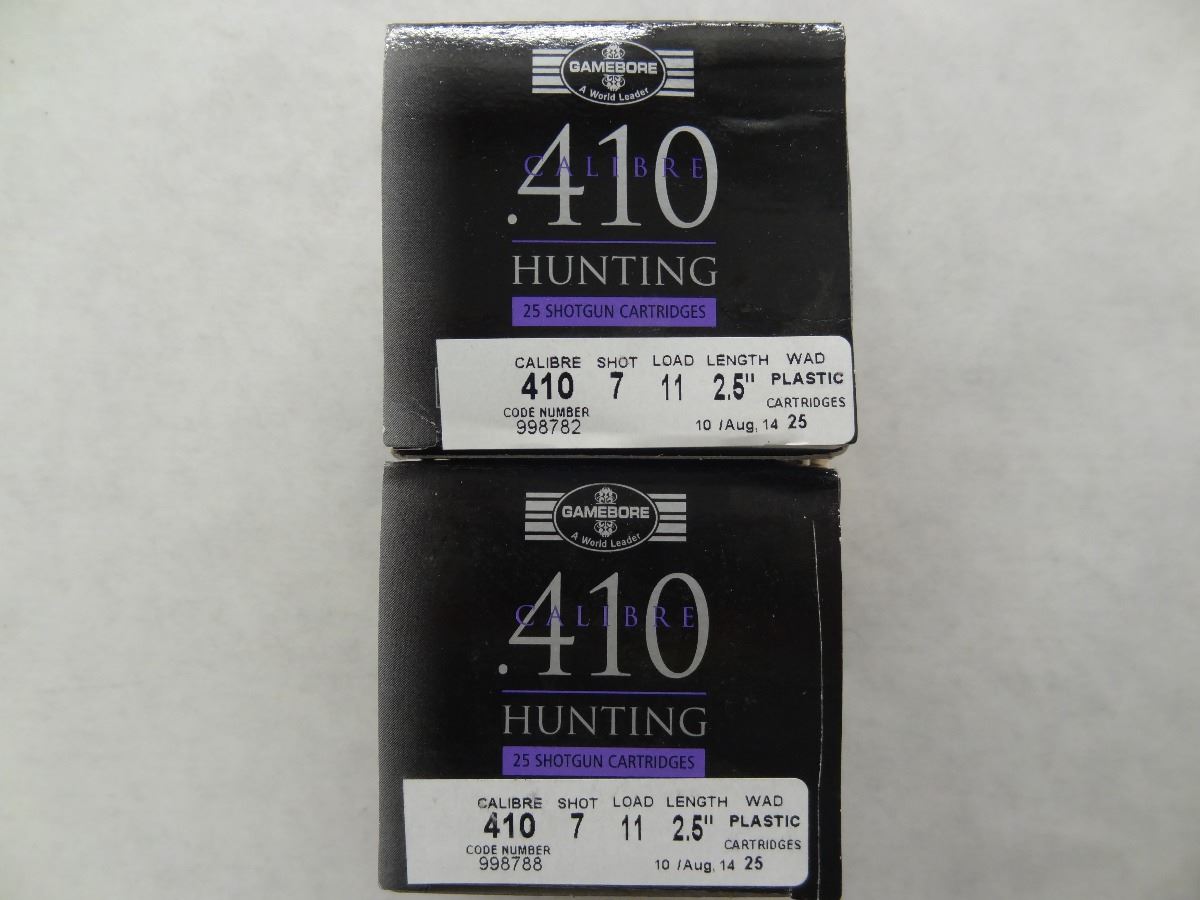 GAMEBORE
A World Leader
CALIBRE
.410
HUNTING
25 SHOTGUN CARTRIDGES
CALIBRE SHOT LOAD LENGTH WAD
410 7 11 2.5" PLASTIC
CODE NUMBER CARTRIDGES
998782 10 /Aug, 14 25
GAMEBORE
A World Leader
CALIBRE
.410
HUNTING
25 SHOTGUN CARTRIDGES
CALIBRE SHOT LOAD LENGTH WAD
410 7 11 2.5" PLASTIC
CODE NUMBER CARTRIDGES
998788 10 /Aug, 14 25